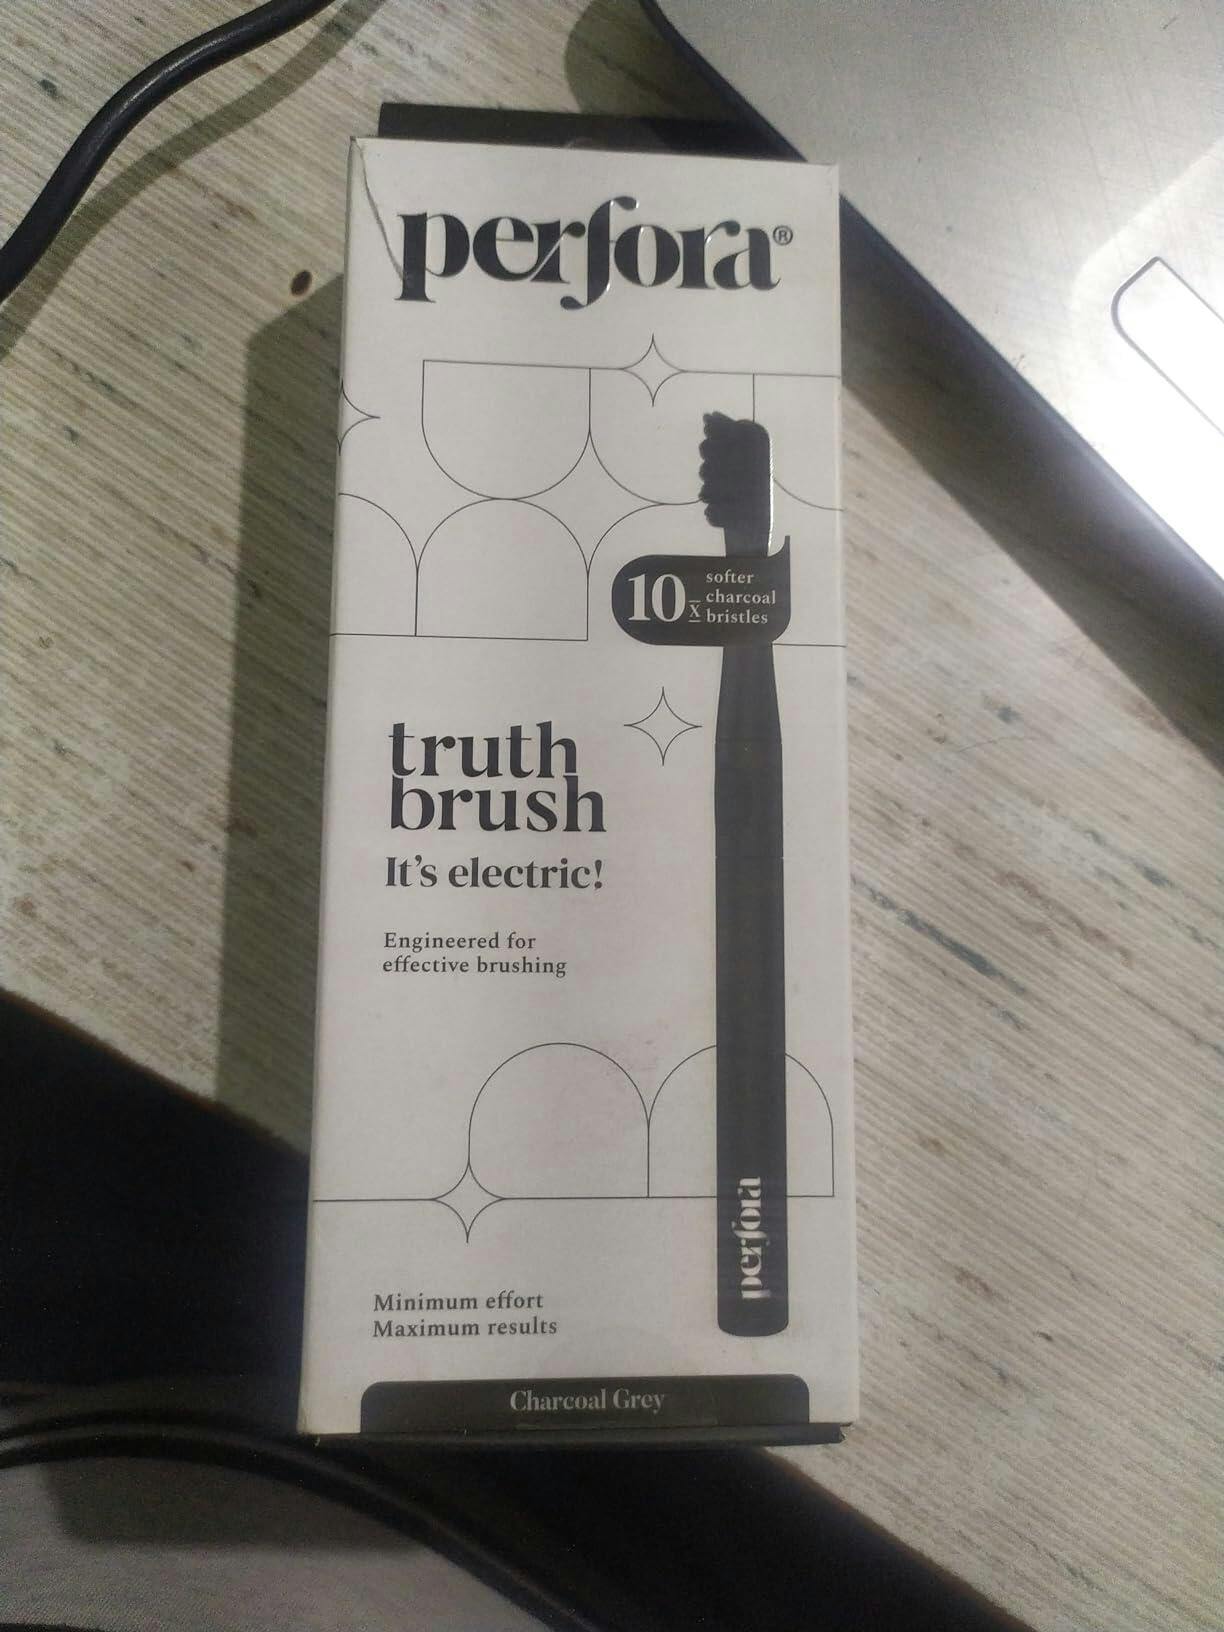 perfora®
10x softer
charcoal
bristles
truth
brush
It's electric!
Engineered for
effective brushing
perfora
Minimum effort
Maximum results
Charcoal Grey